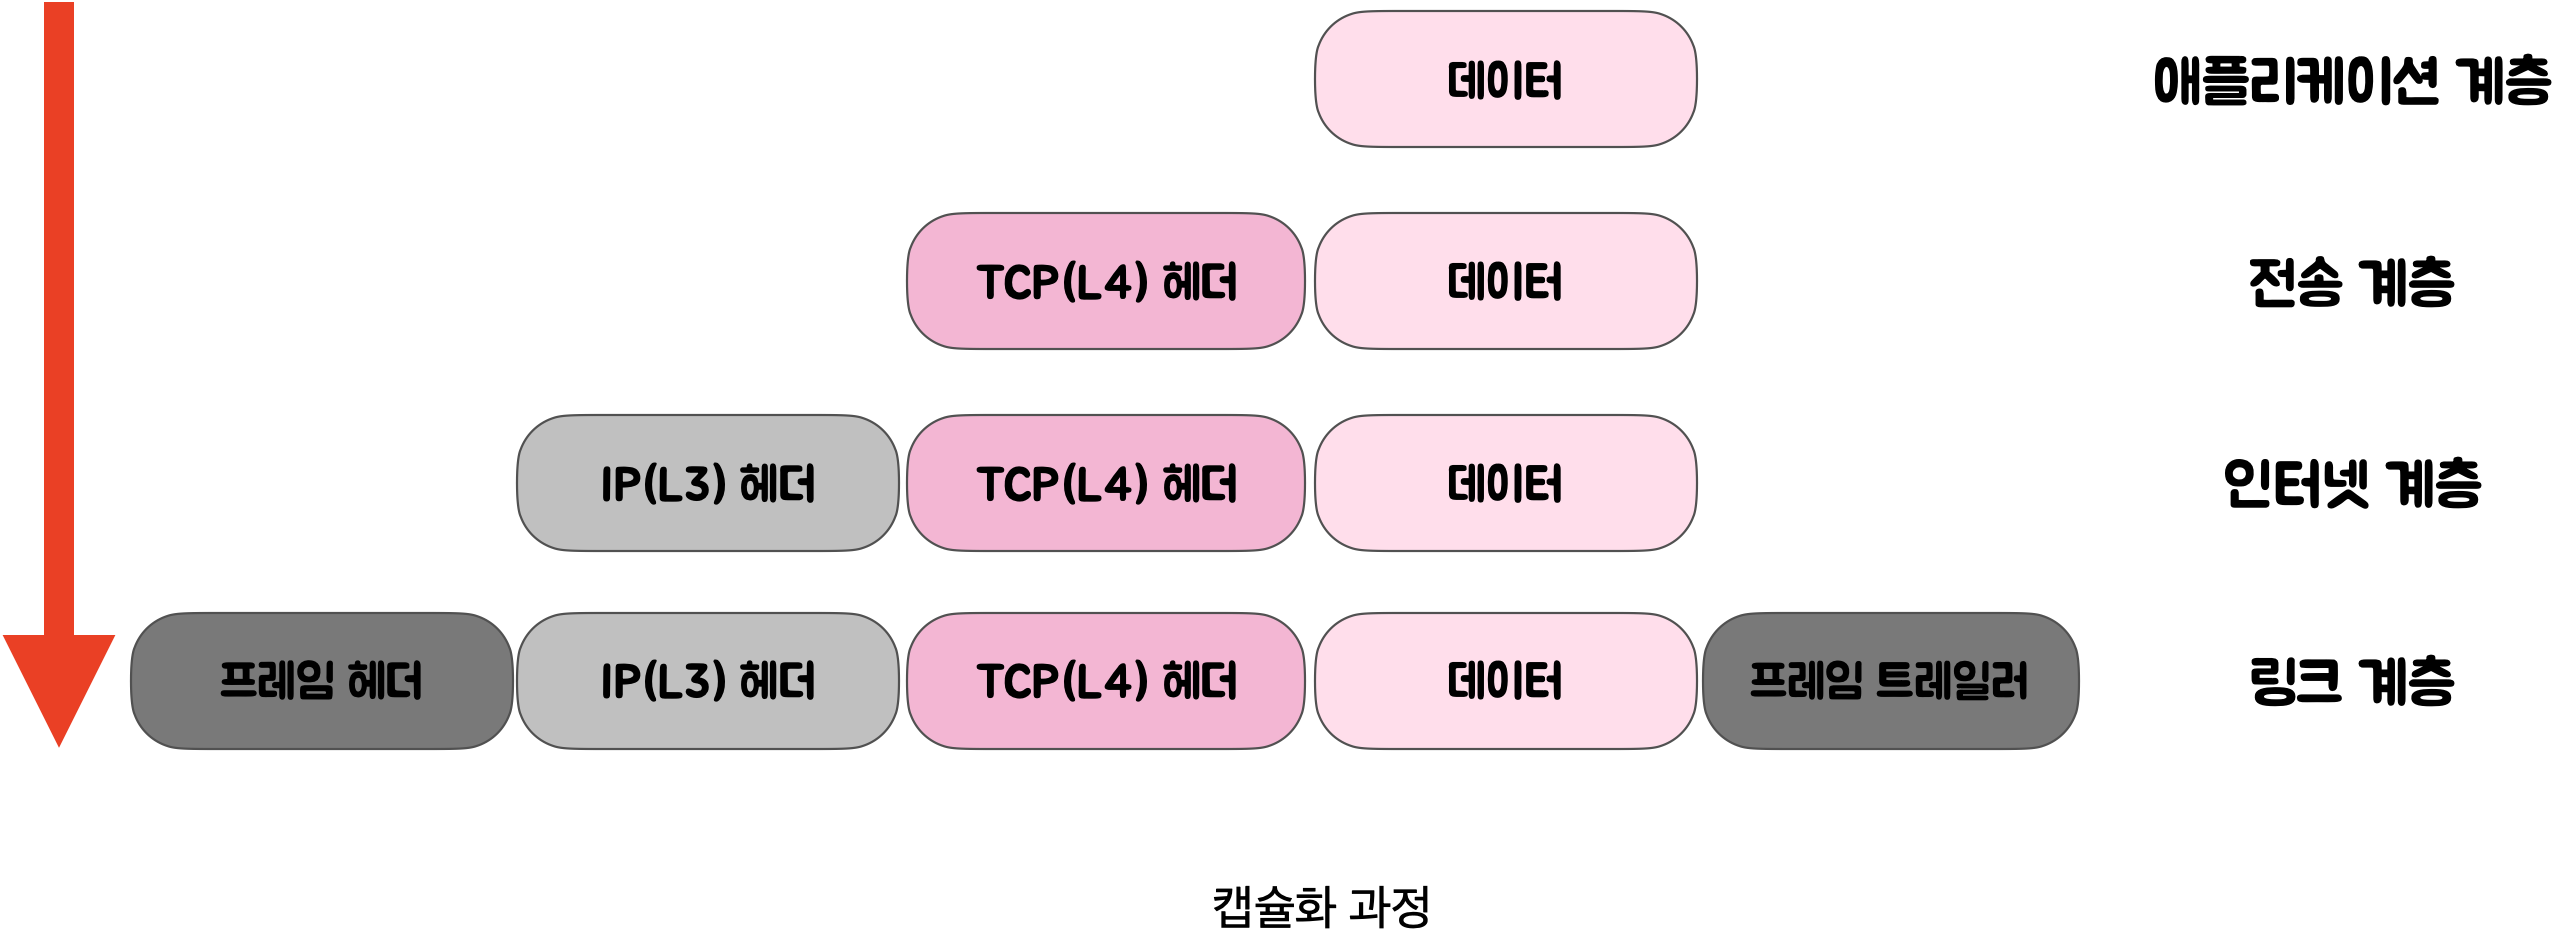 데이터 애플리케이션 계층
TCP(L4) 헤더 데이터 전송 계층
IP(L3) 헤더 TCP(L4) 헤더 데이터 인터넷 계층
프레임 헤더 IP(L3) 헤더 TCP(L4) 헤더 데이터 프레임 트레일러 링크 계층
캡슐화 과정